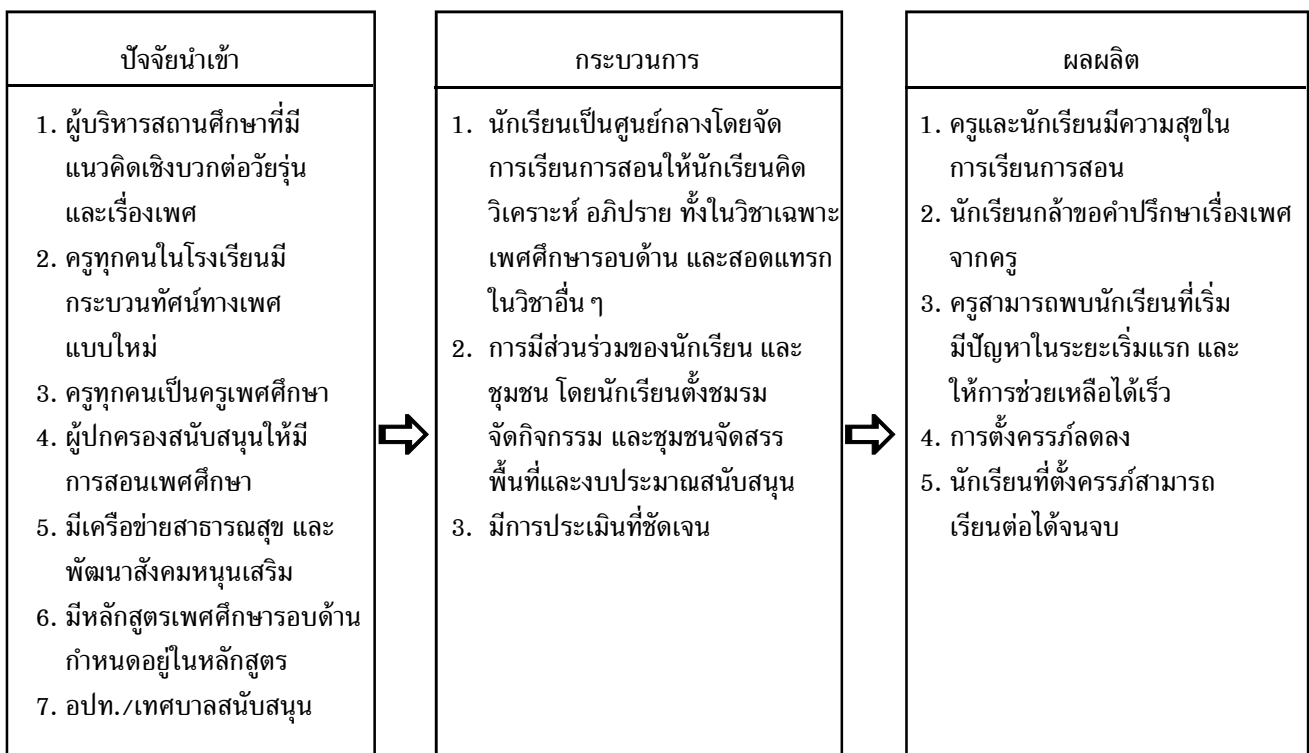 ปัจจัยนำเข้า
1. ผู้บริหารสถานศึกษาที่มี
แนวคิดเชิงบวกต่อวัยรุ่น
และเรื่องเพศ
2. ครูทุกคนในโรงเรียนมี
กระบวนทัศน์ทางเพศ
แบบใหม่
3. ครูทุกคนเป็นครูเพศศึกษา
4. ผู้ปกครองสนับสนุนให้มี
การสอนเพศศึกษา
5. มีเครือข่ายสาธารณสุข และ
พัฒนาสังคมหนุนเสริม
6. มีหลักสูตรเพศศึกษารอบด้าน
กำหนดอยู่ในหลักสูตร
7. อปท./เทศบาลสนับสนุน
กระบวนการ
1. นักเรียนเป็นศูนย์กลางโดยจัด
การเรียนการสอนให้นักเรียนคิด
วิเคราะห์ อภิปราย ทั้งในวิชาเฉพาะ
เพศศึกษารอบด้าน และสอดแทรก
ในวิชาอื่น ๆ
2. การมีส่วนร่วมของนักเรียน และ
ชุมชน โดยนักเรียนตั้งชมรม
จัดกิจกรรม และชุมชนจัดสรร
พื้นที่และงบประมาณสนับสนุน
3. มีการประเมินที่ชัดเจน
ผลผลิต
1. ครูและนักเรียนมีความสุขใน
การเรียนการสอน
2. นักเรียนกล้าขอคำปรึกษาเรื่องเพศ
จากครู
3. ครูสามารถพบนักเรียนที่เริ่ม
มีปัญหาในระยะเริ่มแรก และ
ให้การช่วยเหลือได้เร็ว
4. การตั้งครรภ์ลดลง
5. นักเรียนที่ตั้งครรภ์สามารถ
เรียนต่อได้จนจบ